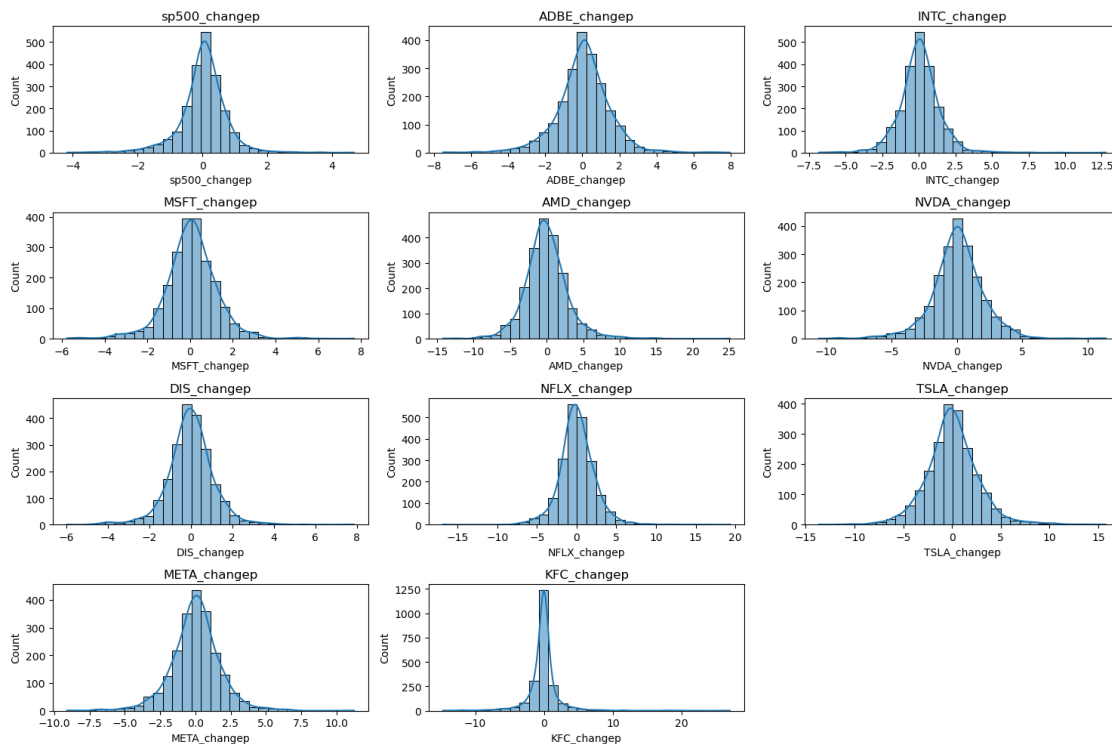 sp500_changep
Count
500
400
300
200
100
0
−4 −2 0 2 4
sp500_changep
ADBE_changep
Count
400
300
200
100
0
−8 −6 −4 −2 0 2 4 6 8
ADBE_changep
INTC_changep
Count
500
400
300
200
100
0
−7.5 −5.0 −2.5 0.0 2.5 5.0 7.5 10.0 12.5
INTC_changep
MSFT_changep
Count
400
300
200
100
0
−6 −4 −2 0 2 4 6 8
MSFT_changep
AMD_changep
Count
400
300
200
100
0
−15 −10 −5 0 5 10 15 20 25
AMD_changep
NVDA_changep
Count
400
300
200
100
0
−10 −5 0 5 10
NVDA_changep
DIS_changep
Count
400
300
200
100
0
−6 −4 −2 0 2 4 6 8
DIS_changep
NFLX_changep
Count
500
400
300
200
100
0
−15 −10 −5 0 5 10 15 20
NFLX_changep
TSLA_changep
Count
400
300
200
100
0
−15 −10 −5 0 5 10 15
TSLA_changep
META_changep
Count
400
300
200
100
0
−10.0 −7.5 −5.0 −2.5 0.0 2.5 5.0 7.5 10.0
META_changep
KFC_changep
Count
1250
1000
750
500
250
0
−10 0 10 20
KFC_changep